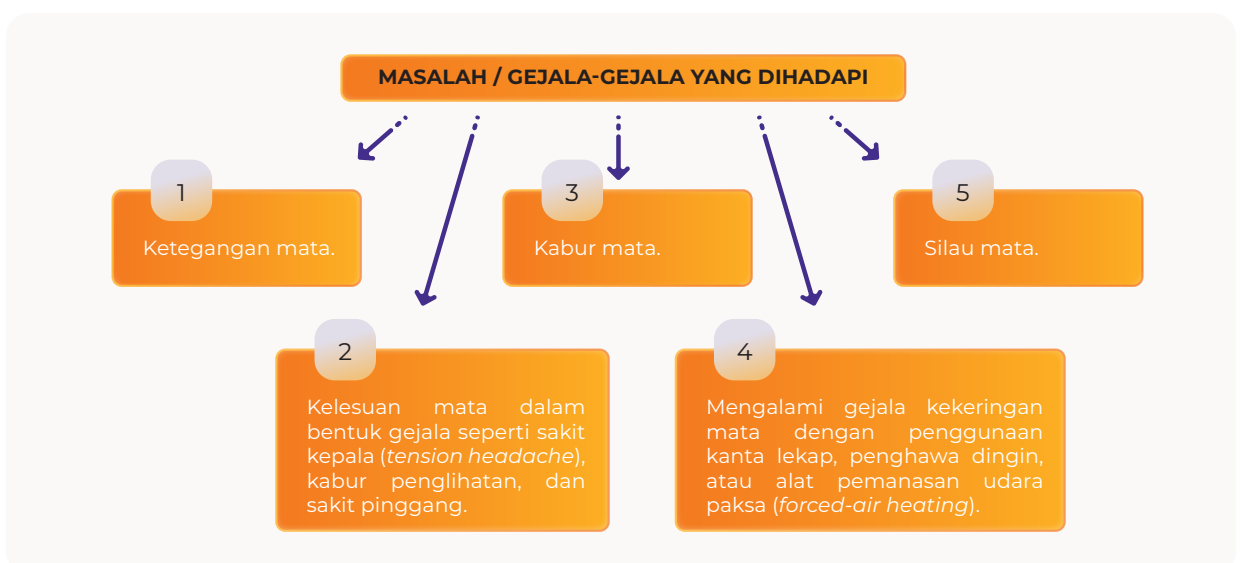 MASALAH / GEJALA-GEJALA YANG DIHADAPI
1
Ketegangan mata.
2
Kelesuan mata dalam
bentuk gejala seperti sakit
kepala (tension headache),
kabur penglihatan, dan
sakit pinggang.
3
Kabur mata.
4
Mengalami gejala kekeringan
mata dengan penggunaan
kanta lekap, penghawa dingin,
atau alat pemanasan udara
paksa (forced-air heating).
5
Silau mata.